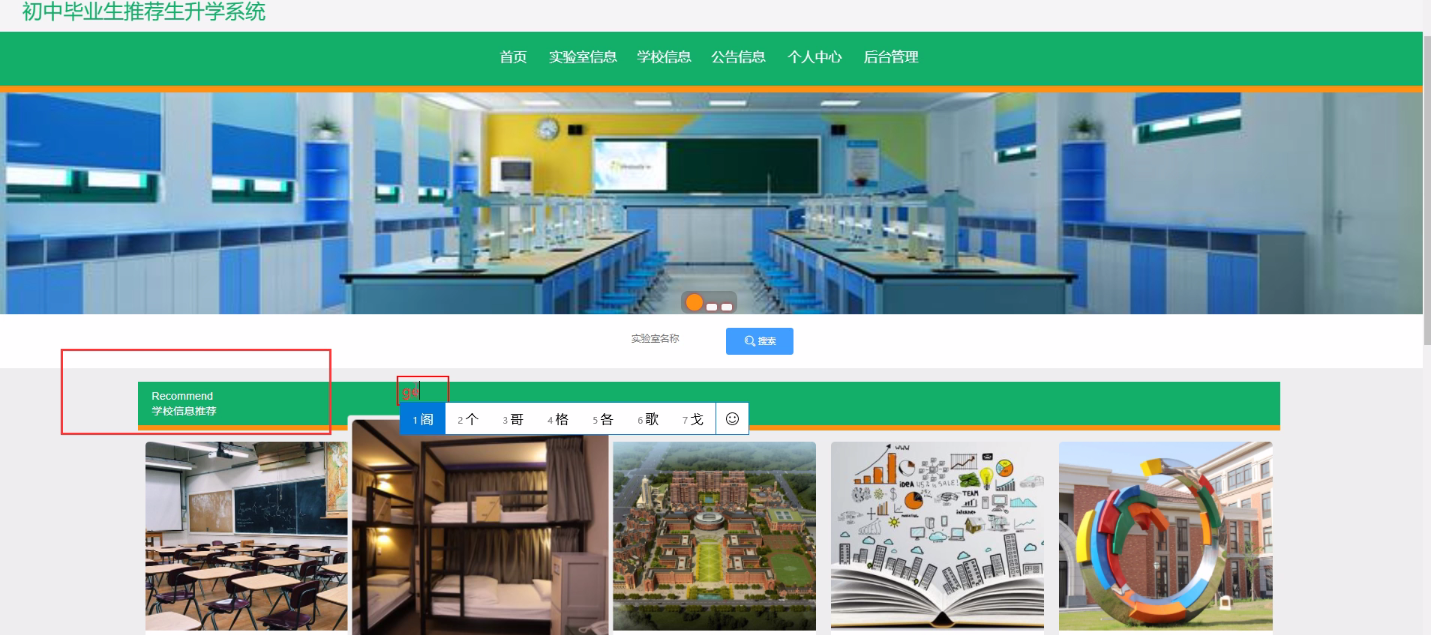 初中毕业生推荐生升学系统
首页 实验室信息 学校信息 公告信息 个人中心 后台管理
实验室名称 搜索
Recommend
学校信息推荐
ge
1 阁 2 个 3 哥 4 格 5 各 6 歌 7 戈
IDEA
TEAM